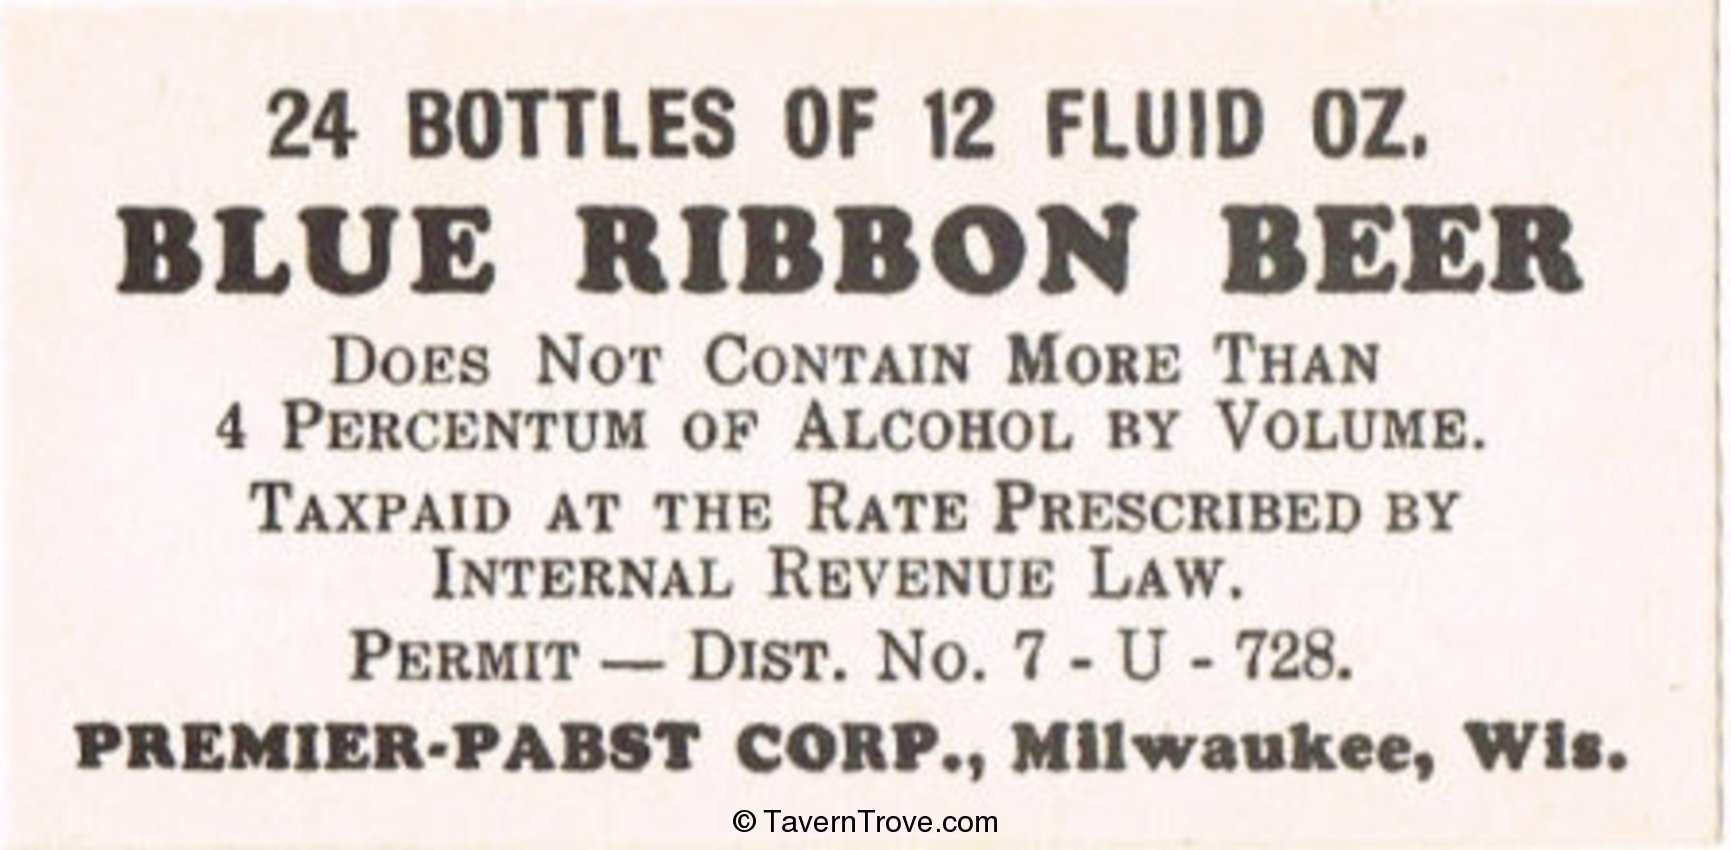 24 BOTTLES OF 12 FLUID OZ.
BLUE RIBBON BEER
DOES NOT CONTAIN MORE THAN
4 PERCENTUM OF ALCOHOL BY VOLUME.
TAXPAID AT THE RATE PRESCRIBED BY
INTERNAL REVENUE LAW.
PERMIT — DIST. NO. 7 - U - 728.
PREMIER-PABST CORP., Milwaukee, Wis.
© TavernTrove.com